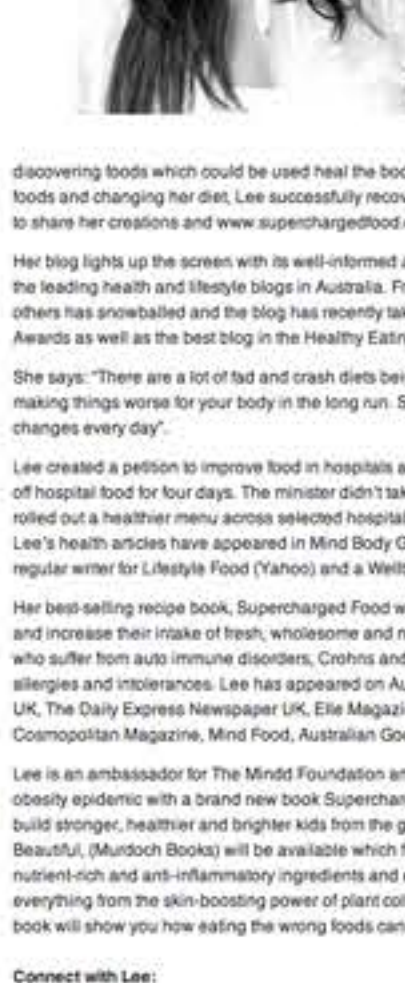 discovering foods which could be used heal the bod
foods and changing her diet, Lee successfully recov
to share her creations and www.superchargedfood.
Her blog lights up the screen with its well-informed a
the leading health and lifestyle blogs in Australia. Fr
others has snowballed and the blog has recently tak
Awards as well as the best blog in the Healthy Eatin
She says: "There are a lot of fad and crash diets bei
making things worse for your body in the long run. S
changes every day".
Lee created a petition to improve food in hospitals a
off hospital food for four days. The minister didn't tak
rolled out a healthier menu across selected hospital
Lee's health articles have appeared in Mind Body G
regular writer for Lifestyle Food (Yahoo) and a Wellb
Her best-selling recipe book, Supercharged Food w
and increase their intake of fresh, wholesome and n
who suffer from auto immune disorders, Crohns and
allergies and intolerances. Lee has appeared on Au
UK, The Daily Express Newspaper UK, Elle Magazi
Cosmopolitan Magazine, Mind Food, Australian Goo
Lee is an ambassador for The Mindd Foundation an
obesity epidemic with a brand new book Superchar
build stronger, healthier and brighter kids from the g
Beautiful, (Murdoch Books) will be available which f
nutrient-rich and anti-inflammatory ingredients and
everything from the skin-boosting power of plant col
book will show you how eating the wrong foods can
Connect with Lee: